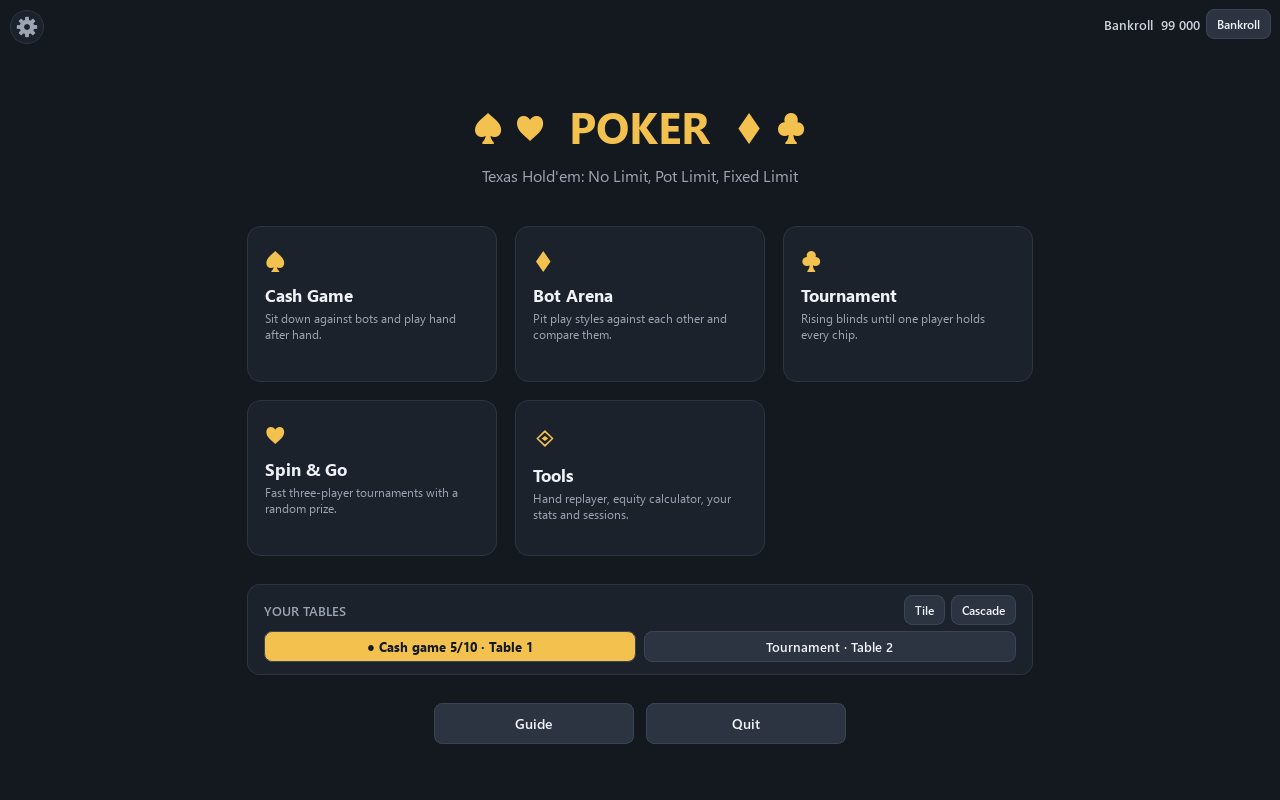 Bankroll 99 000 Bankroll
POKER
Texas Hold'em: No Limit, Pot Limit, Fixed Limit
Cash Game
Sit down against bots and play hand
after hand.
Bot Arena
Pit play styles against each other and
compare them.
Tournament
Rising blinds until one player holds
every chip.
Spin & Go
Fast three-player tournaments with a
random prize.
Tools
Hand replayer, equity calculator, your
stats and sessions.
YOUR TABLES
Tile
Cascade
● Cash game 5/10 · Table 1
Tournament · Table 2
Guide
Quit